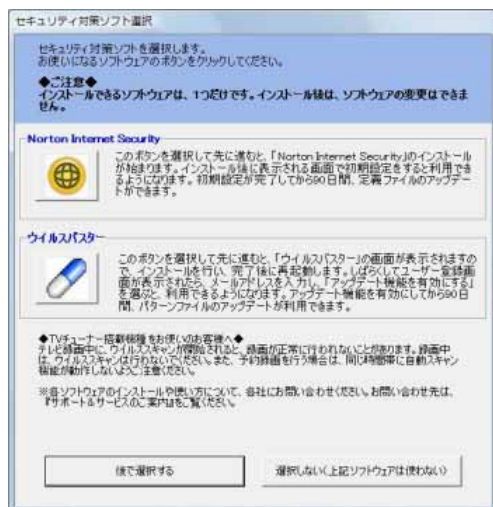 セキュリティ対策ソフト選択
セキュリティ対策ソフトを選択します。
お使いになるソフトウェアのボタンをクリックしてください。
◆ご注意◆
インストールできるソフトウェアは、1つだけです。インストール後は、ソフトウェアの変更はできま
せん。
Norton Internet Security
このボタンを選択して先に進むと、「Norton Internet Security」のインストール
が始まります。インストール後に表示される画面で初期設定をすると利用でき
るようになります。初期設定が完了してから90日間、定義ファイルのアップデー
トができます。
ウイルスバスター
このボタンを選択して先に進むと、「ウイルスバスター」の画面が表示されますの
で、インストールを行い、完了後に再起動します。しばらくしてユーザー登録画
面が表示されたら、メールアドレスを入力し、「アップデート機能を有効にする」
を選ぶと、利用できるようになります。アップデート機能を有効にしてから90日
間、パターンファイルのアップデートが利用できます。
◆TVチューナー搭載機種をお使いのお客様へ◆
テレビ録画中に、ウイルススキャンが開始されると、録画が正常に行われないことがあります。録画中
は、ウイルススキャンは行わないでください。また、予約録画を行う場合は、同じ時間帯に自動スキャン
機能が動作しないようご注意ください。
※各ソフトウェアのインストールや使い方について、各社にお問い合わせください。お問い合わせ先は、
『サポート&サービスのご案内』をご覧ください。
後で選択する
選択しない(上記ソフトウェアは使わない)